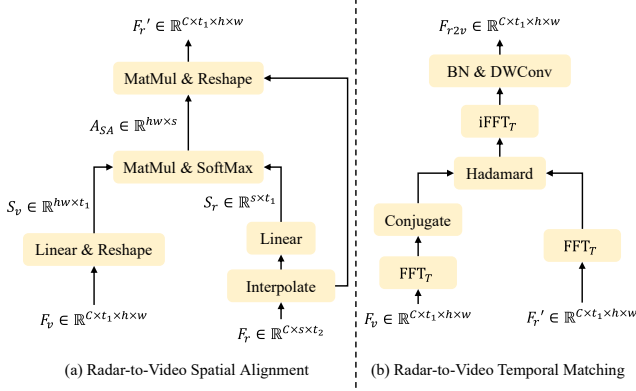 F_r′ ∈ ℝ^{C×t_1×h×w}
MatMul & Reshape
A_{SA} ∈ ℝ^{hw×s}
MatMul & SoftMax
S_v ∈ ℝ^{hw×t_1}
S_r ∈ ℝ^{s×t_1}
Linear & Reshape
Linear
Interpolate
F_v ∈ ℝ^{C×t_1×h×w}
F_r ∈ ℝ^{C×s×t_2}
(a) Radar-to-Video Spatial Alignment
F_{r2v} ∈ ℝ^{C×t_1×h×w}
BN & DWConv
iFFT_T
Hadamard
Conjugate
FFT_T
FFT_T
F_v ∈ ℝ^{C×t_1×h×w}
F_r′ ∈ ℝ^{C×t_1×h×w}
(b) Radar-to-Video Temporal Matching